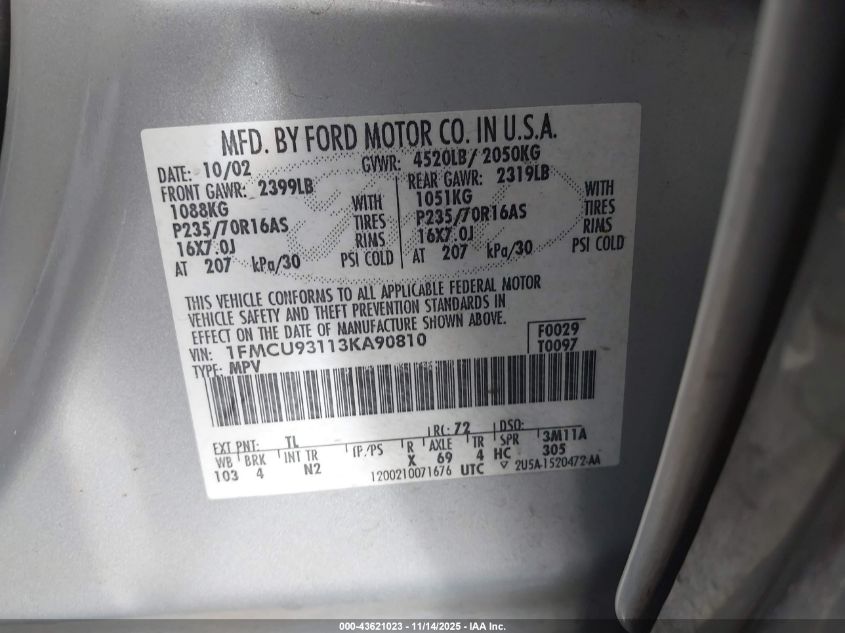 MFD. BY FORD MOTOR CO. IN U.S.A.
DATE: 10/02 GVWR: 4520LB/ 2050KG
FRONT GAWR: 2399LB REAR GAWR: 2319LB
1088KG WITH 1051KG WITH
P235/70R16AS TIRES P235/70R16AS TIRES
16X7.0J RIMS 16X7.0J RIMS
AT 207 kPa/30 PSI COLD AT 207 kPa/30 PSI COLD
THIS VEHICLE CONFORMS TO ALL APPLICABLE FEDERAL MOTOR
VEHICLE SAFETY AND THEFT PREVENTION STANDARDS IN
EFFECT ON THE DATE OF MANUFACTURE SHOWN ABOVE.
VIN: 1FMCU93113KA90810 F0029
TYPE: MPV T0097
EXT PNT: TL RC: 72 DSO: 3M11A
WB BRK INT TR TP/PS R AXLE TR SPR 305
103 4 N2 X 69 4 HC
1200210071676 UTC 2U5A-1520472-AA
000-43621023 - 11/14/2025 - IAA Inc.